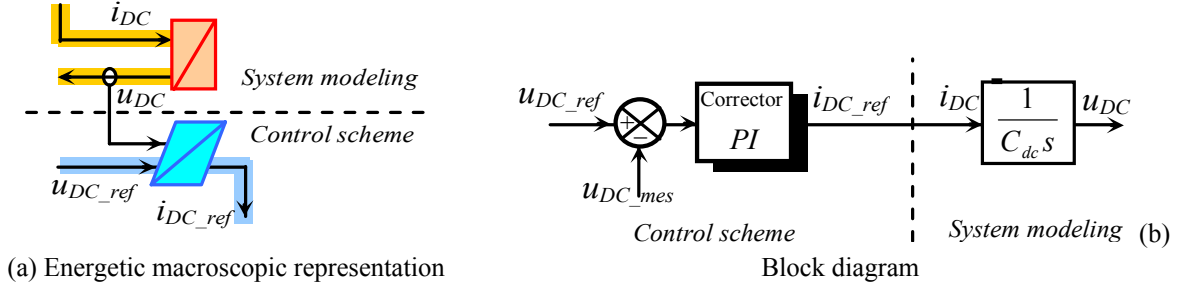 i_DC
System modeling
u_DC
Control scheme
u_DC_ref
i_DC_ref
(a) Energetic macroscopic representation
u_DC_ref
+
−
u_DC_mes
Corrector
PI
i_DC_ref
i_DC
1
C_dc s
u_DC
Control scheme
System modeling
(b)
Block diagram